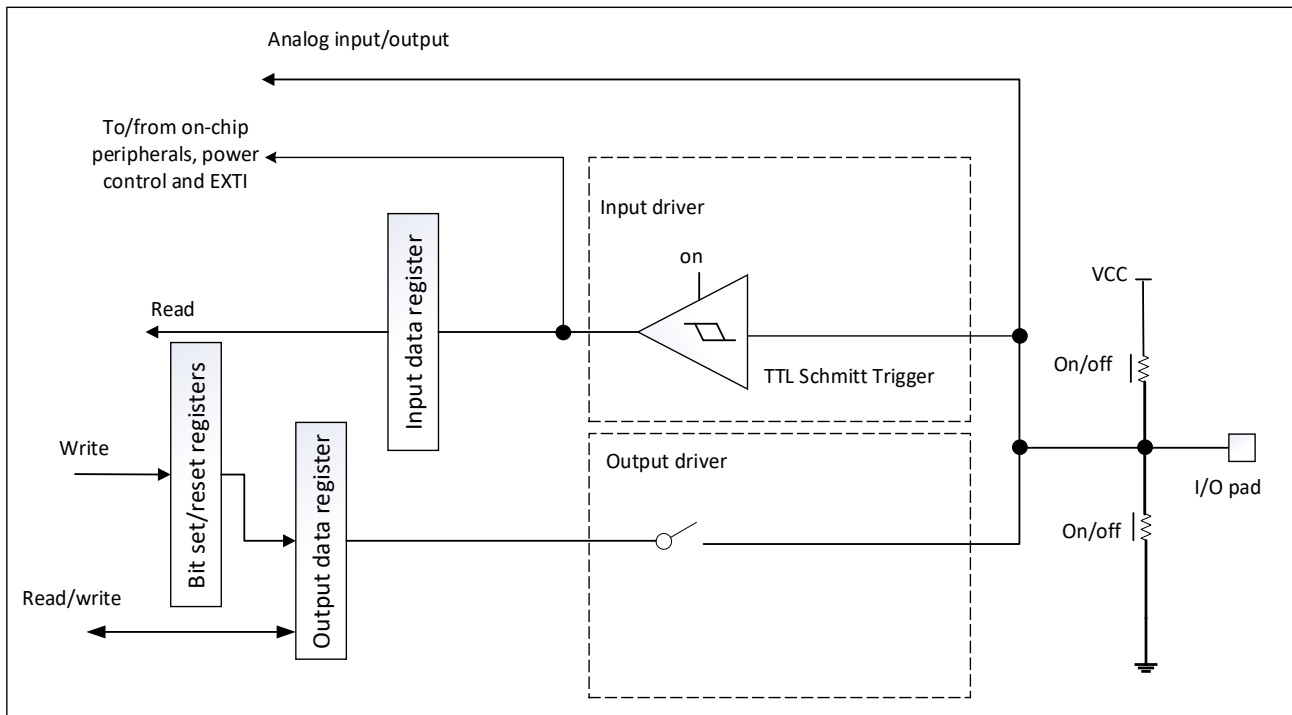 Analog input/output
To/from on-chip
peripherals, power
control and EXTI
Input driver
on
VCC
Input data register
Read
On/off
TTL Schmitt Trigger
Bit set/reset registers
Write
Output data register
Output driver
I/O pad
On/off
Read/write